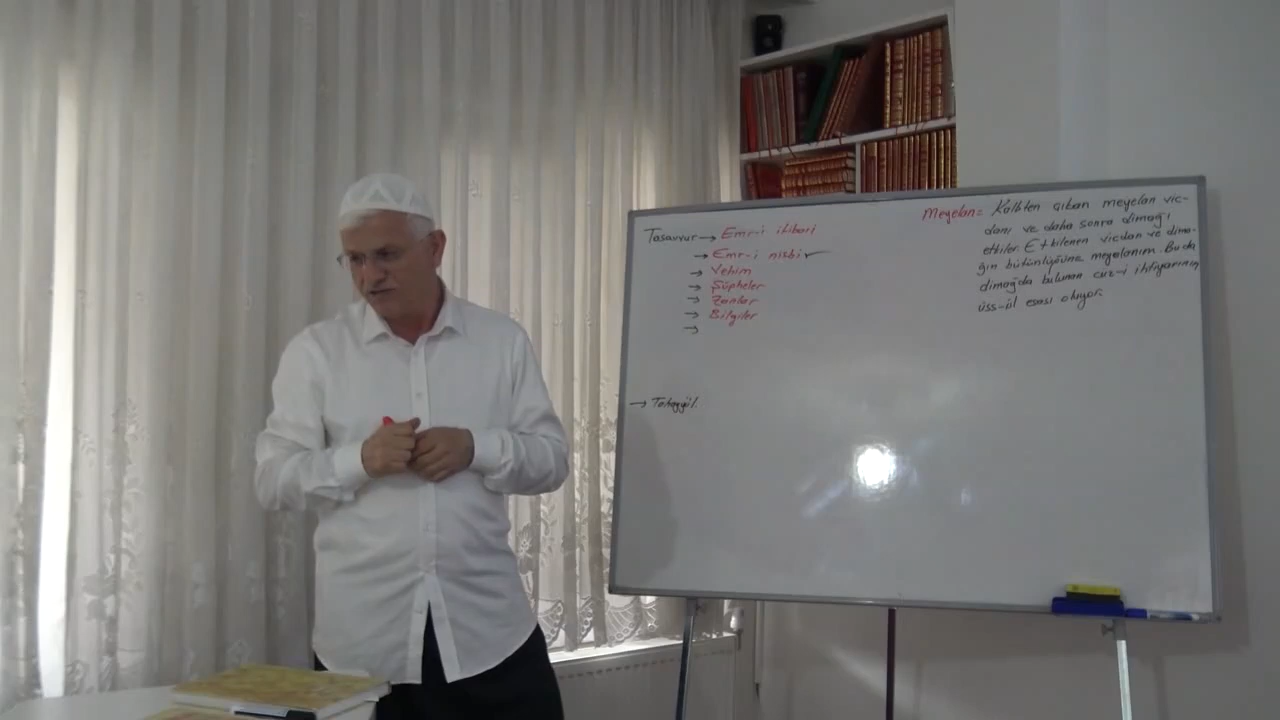 Tasavvur → Emr-i itibari
→ Emr-i nisbi ✓
→ Vehim
→ Şüpheler
→ Zanlar
→ Bilgiler
→
→ Tahayyül.
Meyelan= Kalbten çıkan meyelan vic-
danı ve daha sonra dimağı
etkiler. Etkilenen vicdan ve dima-
ğın bütünlüğüne meyelanım. Bu da
dimağda bulunan cüz-i ihtiyarinin
üss-ül esası oluyor.